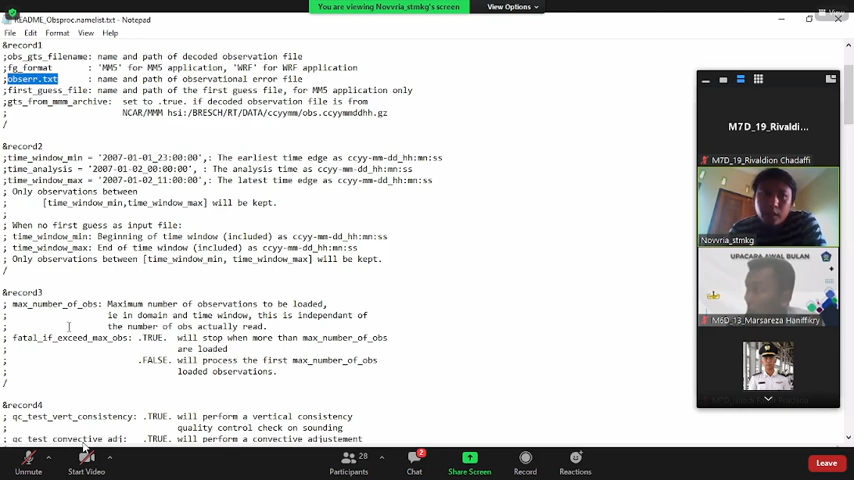 You are viewing Novvria_stmkg's screen
View Options
View
README_Obsproc.namelist.txt - Notepad
File Edit Format View Help
&record1
;obs_gts_filename: name and path of decoded observation file
;fg_format : 'MM5' for MM5 application, 'WRF' for WRF application
;obserr.txt : name and path of observational error file
;first_guess_file: name and path of the first guess file, for MM5 application only
;gts_from_mmm_archive: set to .true. if decoded observation file is from
; NCAR/MMM hsi:/BRESCH/RT/DATA/ccyymm/obs.ccyymmddhh.gz
/
&record2
;time_window_min = '2007-01-01_23:00:00',: The earliest time edge as ccyy-mm-dd_hh:mn:ss
;time_analysis = '2007-01-02_00:00:00',: The analysis time as ccyy-mm-dd_hh:mn:ss
;time_window_max = '2007-01-02_11:00:00',: The latest time edge as ccyy-mm-dd_hh:mn:ss
; Only observations between
; [time_window_min,time_window_max] will be kept.
;
; When no first guess as input file:
; time_window_min: Beginning of time window (included) as ccyy-mm-dd_hh:mn:ss
; time_window_max: End of time window (included) as ccyy-mm-dd_hh:mn:ss
; Only observations between [time_window_min, time_window_max] will be kept.
/
&record3
; max_number_of_obs: Maximum number of observations to be loaded,
; ie in domain and time window, this is independant of
; the number of obs actually read.
; fatal_if_exceed_max_obs: .TRUE. will stop when more than max_number_of_obs
; are loaded
; .FALSE. will process the first max_number_of_obs
; loaded observations.
/
&record4
; qc_test_vert_consistency: .TRUE. will perform a vertical consistency
; quality control check on sounding
; qc_test_convective_adj: .TRUE. will perform a convective adjustement
M7D_19_Rivaldi...
M7D_19_Rivaldion Chadaffi
Novvria_stmkg
UPACARA AWAL BULAN
M6D_13_Marsareza Haniffikry
Unmute
Start Video
28
Participants
2
Chat
Share Screen
Record
Reactions
Leave